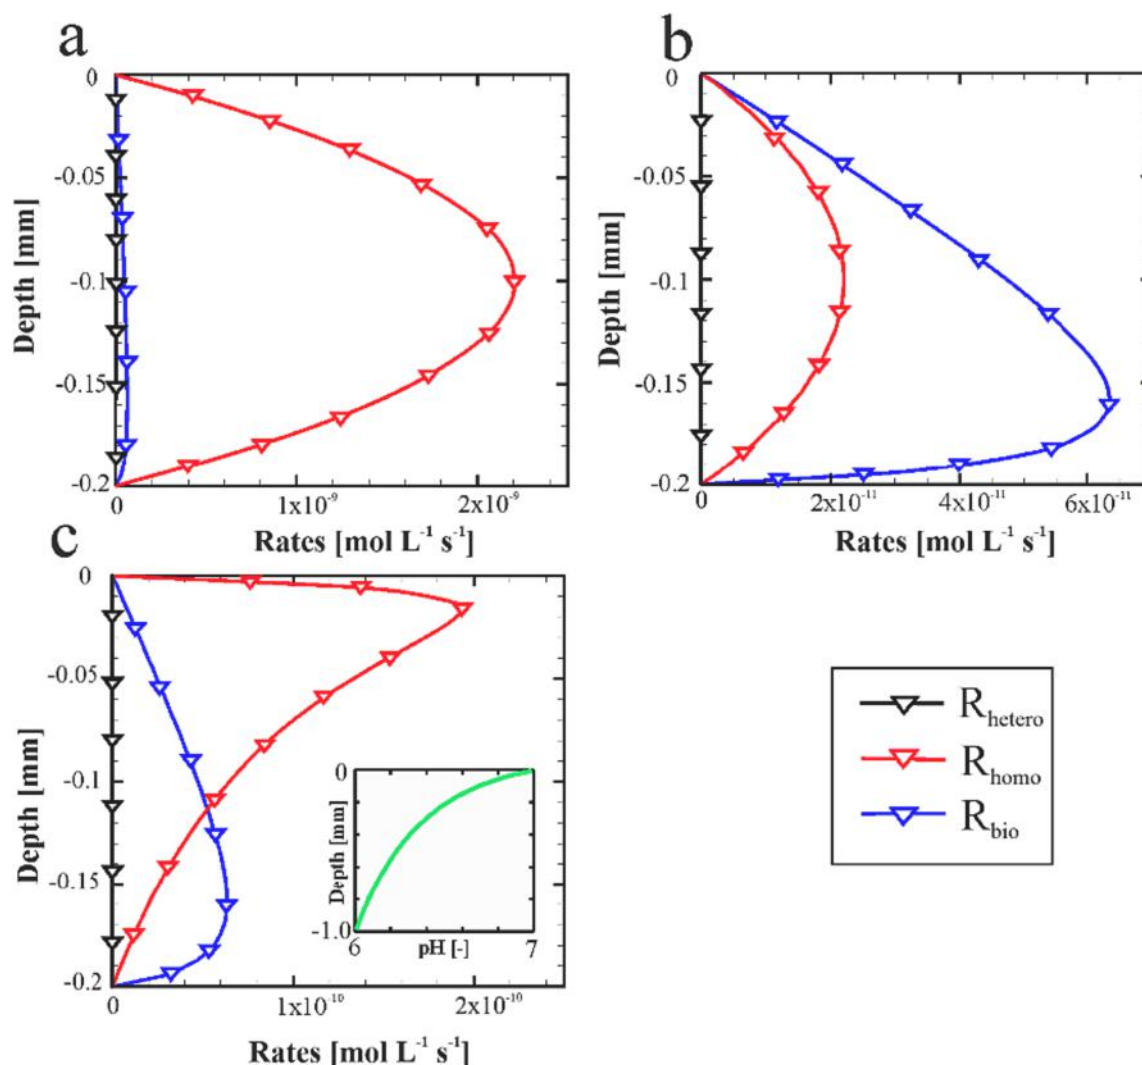 a
0
-0.05
-0.1
-0.15
-0.2
Depth [mm]
0
1x10⁻⁹
2x10⁻⁹
Rates [mol L⁻¹ s⁻¹]
b
0
-0.05
-0.1
-0.15
-0.2
Depth [mm]
0
2x10⁻¹¹
4x10⁻¹¹
6x10⁻¹¹
Rates [mol L⁻¹ s⁻¹]
c
0
-0.05
-0.1
-0.15
-0.2
Depth [mm]
0
1x10⁻¹⁰
2x10⁻¹⁰
Rates [mol L⁻¹ s⁻¹]
0
-1.0
Depth [mm]
6
7
pH [-]
R_hetero
R_homo
R_bio